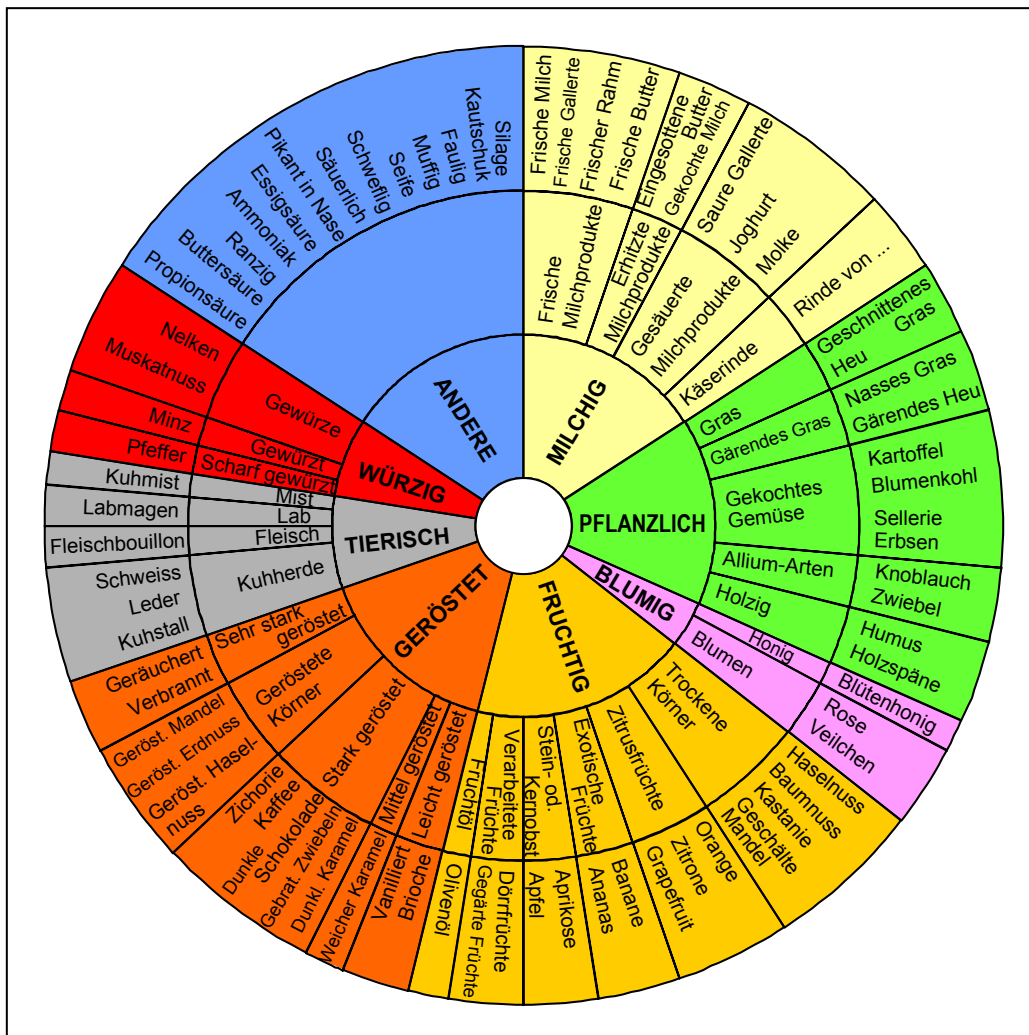 MILCHIG
Frische
Milchprodukte
Frische Milch
Frische Gallerte
Frischer Rahm
Frische Butter
Erhitzte
Milchprodukte
Eingesottene
Butter
Gekochte Milch
Gesäuerte
Milchprodukte
Saure Gallerte
Joghurt
Molke
Käserinde
Rinde von ...
PFLANZLICH
Gras
Geschnittenes
Gras
Heu
Gärendes Gras
Nasses Gras
Gärendes Heu
Gekochtes
Gemüse
Kartoffel
Blumenkohl
Sellerie
Erbsen
Allium-Arten
Knoblauch
Zwiebel
Holzig
Humus
Holzspäne
BLUMIG
Honig
Blütenhonig
Blumen
Rose
Veilchen
FRUCHTIG
Trockene
Körner
Haselnuss
Baumnuss
Kastanie
Geschälte
Mandel
Zitrusfrüchte
Orange
Zitrone
Grapefruit
Exotische
Früchte
Banane
Ananas
Stein- od.
Kernobst
Aprikose
Apfel
Verarbeitete
Früchte
Dörrfrüchte
Gegärte Früchte
Fruchtöl
Olivenöl
GERÖSTET
Leicht geröstet
Vanilliert
Brioche
Mittel geröstet
Weicher Karamel
Stark geröstet
Zichorie
Kaffee
Dunkle
Schokolade
Gebrat. Zwiebeln
Dunkl. Karamel
Geröstete
Körner
Geröst. Mandel
Geröst. Erdnuss
Geröst. Hasel-
nuss
Sehr stark
geröstet
Geräuchert
Verbrannt
TIERISCH
Kuhherde
Schweiss
Leder
Kuhstall
Fleisch
Fleischbouillon
Lab
Labmagen
Mist
Kuhmist
WÜRZIG
Scharf gewürzt
Pfeffer
Gewürzt
Minz
Gewürze
Nelken
Muskatnuss
ANDERE
Propionsäure
Buttersäure
Ranzig
Ammoniak
Essigsäure
Pikant in Nase
Säuerlich
Schweflig
Seife
Muffig
Faulig
Kautschuk
Silage